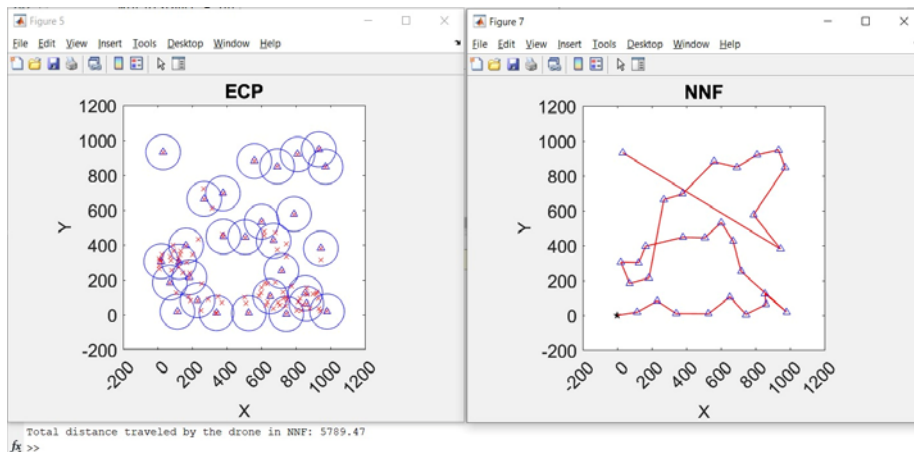 Figure 5
File Edit View Insert Tools Desktop Window Help
ECP
1200
1000
800
600
400
200
0
-200
Y
-200 0 200 400 600 800 1000 1200
X
Figure 7
File Edit View Insert Tools Desktop Window Help
NNF
1200
1000
800
600
400
200
0
-200
Y
-200 0 200 400 600 800 1000 1200
X
Total distance traveled by the drone in NNF: 5789.47
fx >>